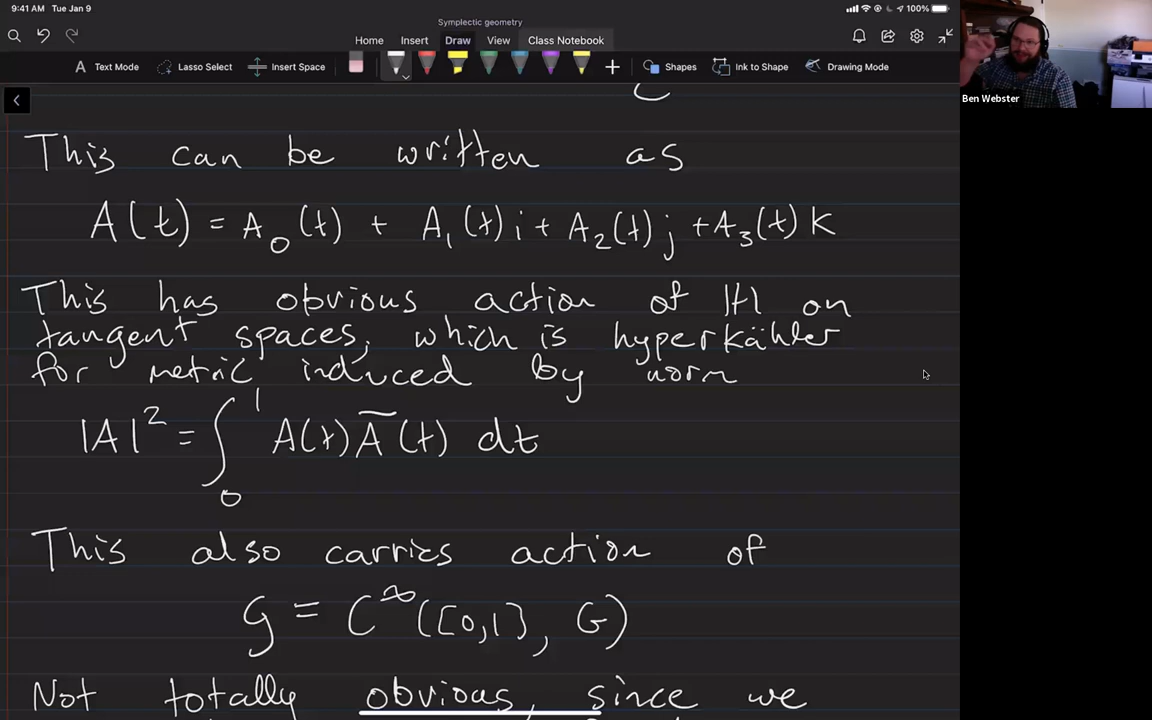 9:41 AM Tue Jan 9
100%
Symplectic geometry
Home Insert Draw View Class Notebook
Text Mode Lasso Select Insert Space Shapes Ink to Shape Drawing Mode
Ben Webster
This can be written as
A(t) = A₀(t) + A₁(t)i + A₂(t)j + A₃(t)k
This has obvious action of ℍ on
tangent spaces, which is hyperkähler
for metric induced by norm
|A|² = ∫₀¹ A(t)Ā(t) dt
This also carries action of
G = C^∞([0,1], G)
Not totally obvious, since we